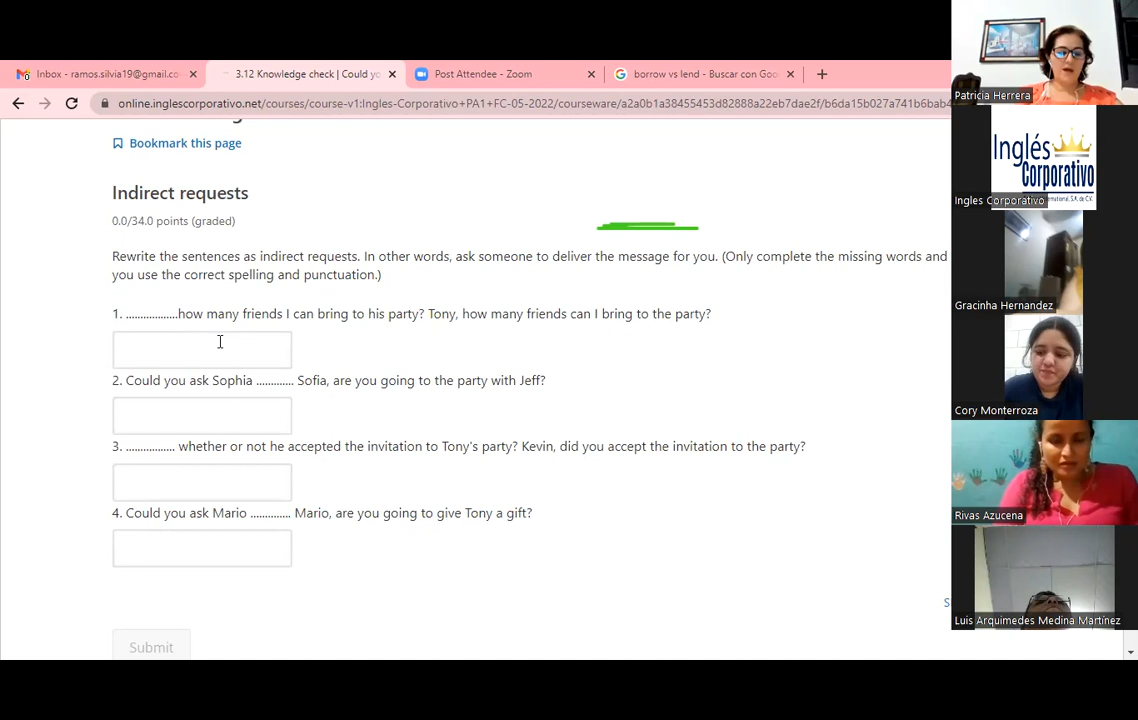 Inbox - ramos.silvia19@gmail.co
3.12 Knowledge check | Could yo
Post Attendee - Zoom
borrow vs lend - Buscar con Goo
online.inglescorporativo.net/courses/course-v1:Ingles-Corporativo+PA1+FC-05-2022/courseware/a2a0b1a38455453d82888a22eb7dae2f/b6da15b027a741b6bab4
Bookmark this page
Indirect requests
0.0/34.0 points (graded)
Rewrite the sentences as indirect requests. In other words, ask someone to deliver the message for you. (Only complete the missing words and
you use the correct spelling and punctuation.)
1. ..................how many friends I can bring to his party? Tony, how many friends can I bring to the party?
2. Could you ask Sophia ............. Sofia, are you going to the party with Jeff?
3. ................. whether or not he accepted the invitation to Tony's party? Kevin, did you accept the invitation to the party?
4. Could you ask Mario .............. Mario, are you going to give Tony a gift?
S
Submit
Patricia Herrera
Inglés
Corporativo
Ingles Corporativo
Gracinha Hernandez
Cory Monterroza
Rivas Azucena
Luis Arquimedes Medina Martínez